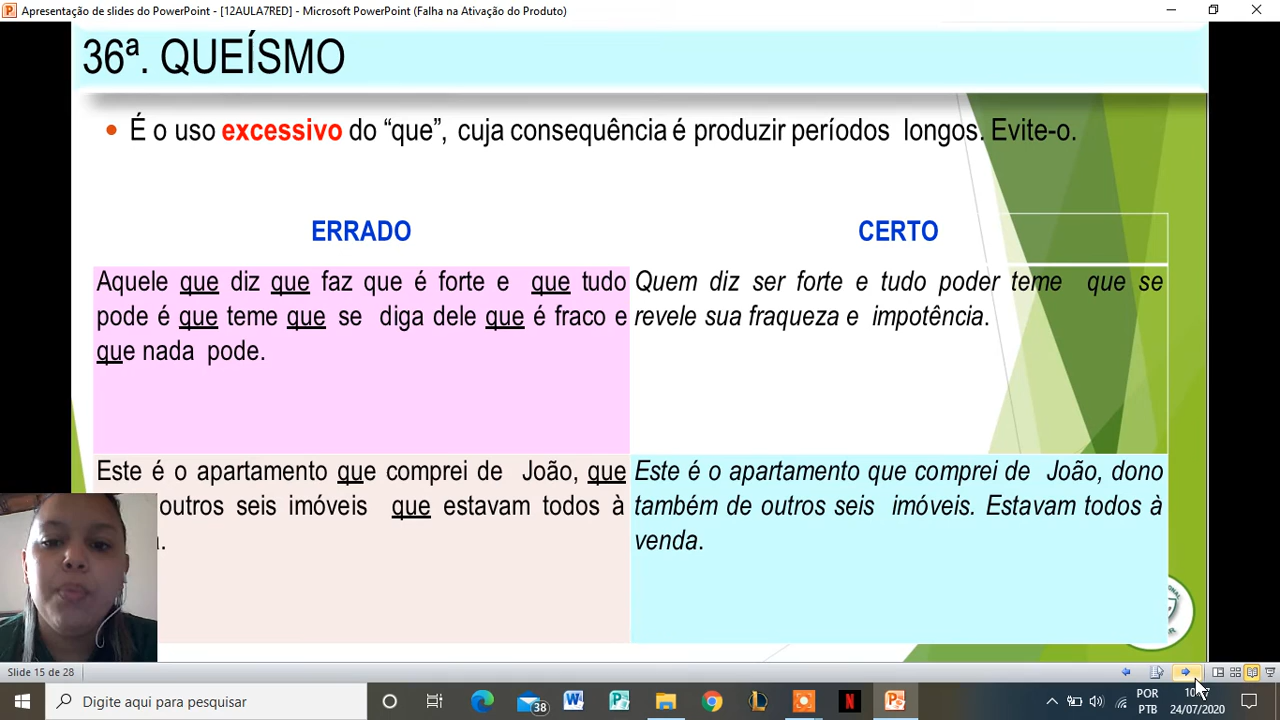 Apresentação de slides do PowerPoint - [12AULA7RED] - Microsoft PowerPoint (Falha na Ativação do Produto)
36ª. QUEÍSMO
• É o uso excessivo do “que”, cuja consequência é produzir períodos longos. Evite-o.
ERRADO
Aquele que diz que faz que é forte e que tudo
pode é que teme que se diga dele que é fraco e
que nada pode.
Este é o apartamento que comprei de João, que
outros seis imóveis que estavam todos à
CERTO
Quem diz ser forte e tudo poder teme que se
revele sua fraqueza e impotência.
Este é o apartamento que comprei de João, dono
também de outros seis imóveis. Estavam todos à
venda.
Slide 15 de 28
Digite aqui para pesquisar
38
POR
PTB
24/07/2020